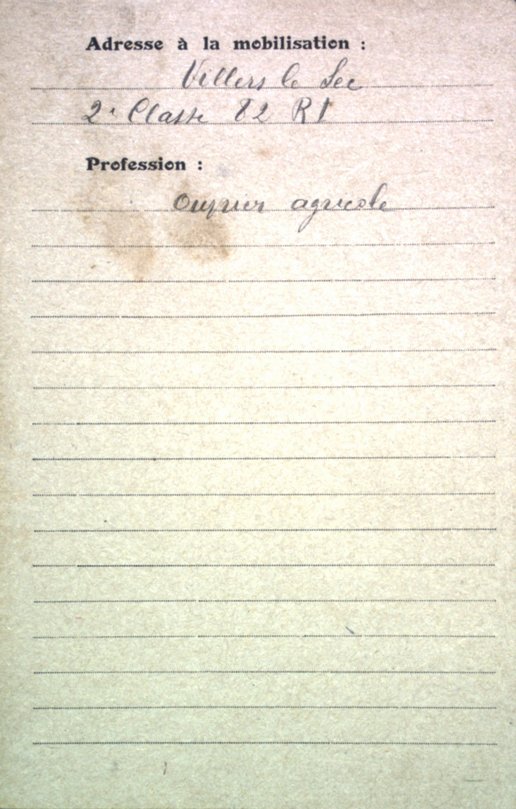 Adresse à la mobilisation :
Villers le Sec
2e Classe 82 RI
Profession :
Ouvrier agricole